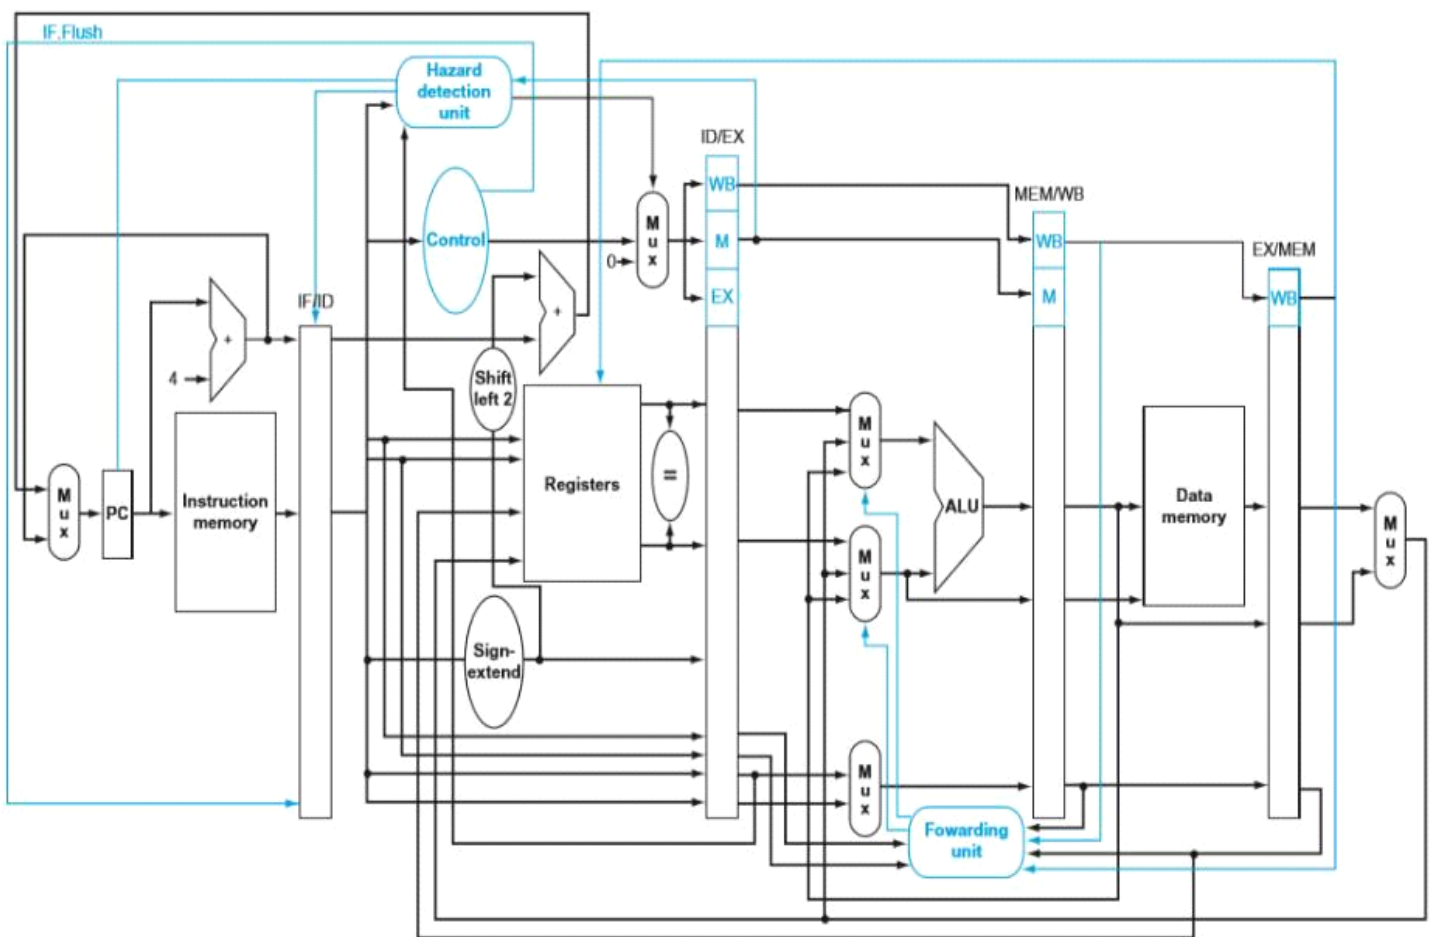 IF.Flush
Hazard
detection
unit
ID/EX
WB
MEM/WB
M
u
x
Control
M
WB
EX/MEM
0
EX
M
WB
IF/ID
+
+
4
Shift
left 2
M
u
x
M
u
x
PC
Instruction
memory
Registers
=
ALU
Data
memory
M
u
x
M
u
x
Sign-
extend
M
u
x
Fowarding
unit